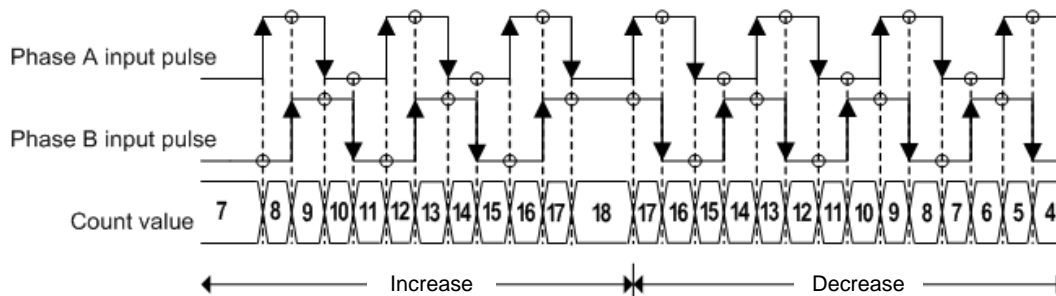 Phase A input pulse
Phase B input pulse
Count value 7 8 9 10 11 12 13 14 15 16 17 18 17 16 15 14 13 12 11 10 9 8 7 6 5 4
Increase Decrease